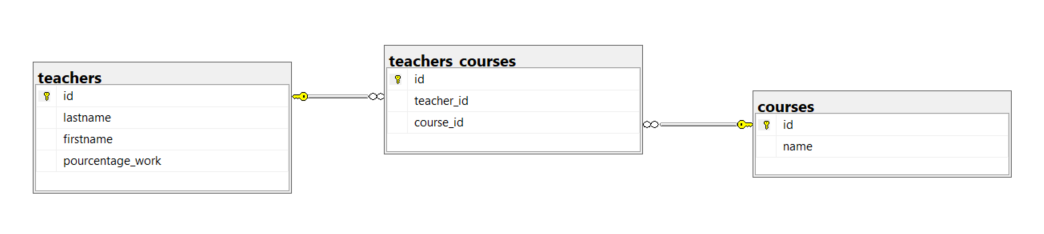 teachers
id
lastname
firstname
pourcentage_work
teachers_courses
id
teacher_id
course_id
courses
id
name